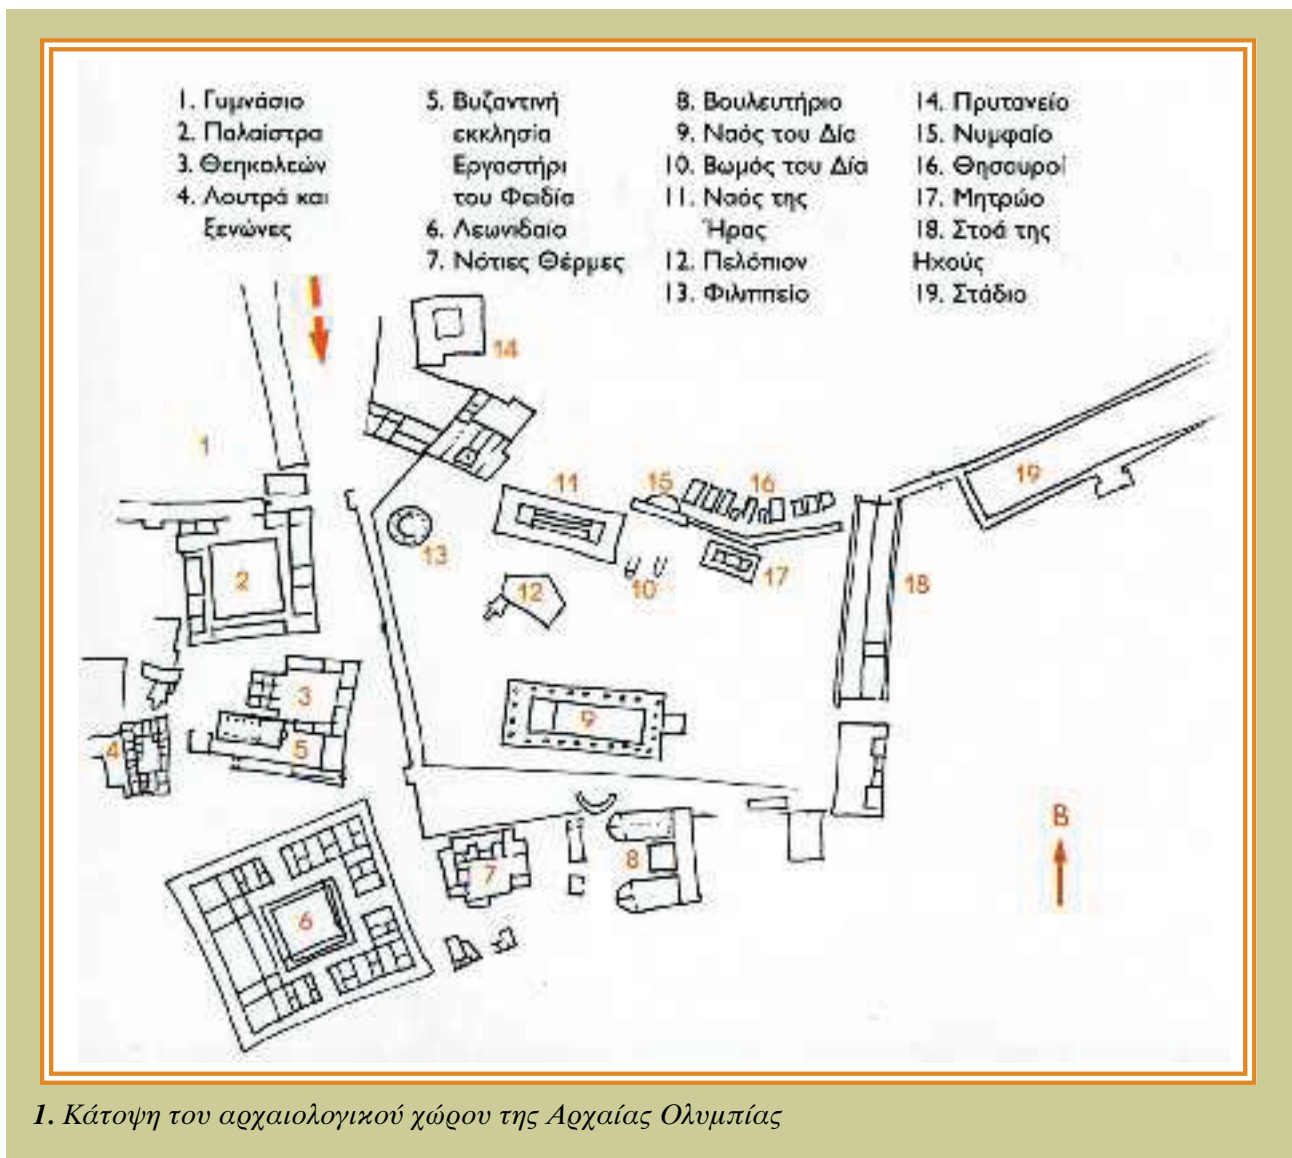 1. Γυμνάσιο
2. Παλαίστρα
3. Θεηκολεών
4. Λουτρά και
ξενώνες
5. Βυζαντινή
εκκλησία
Εργαστήρι
του Φειδία
6. Λεωνιδαίο
7. Νότιες Θέρμες
8. Βουλευτήριο
9. Ναός του Δία
10. Βωμός του Δία
11. Ναός της
Ήρας
12. Πελόπιον
13. Φιλιππείο
14. Πρυτανείο
15. Νυμφαίο
16. Θησαυροί
17. Μητρώο
18. Στοά της
Ηχούς
19. Στάδιο
14
1
11
15
16
19
13
2
12
10
17
18
3
9
4
5
Β
7
8
6
1. Κάτοψη του αρχαιολογικού χώρου της Αρχαίας Ολυμπίας